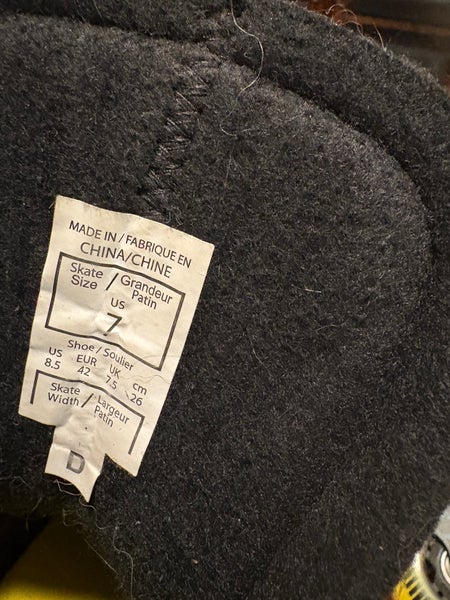 MADE IN / FABRIQUE EN
CHINA/CHINE
Skate / Grandeur
Size Patin
US
7
Shoe / Soulier
US EUR UK cm
8.5 42 7.5 26
Skate / Largeur
Width Patin
D